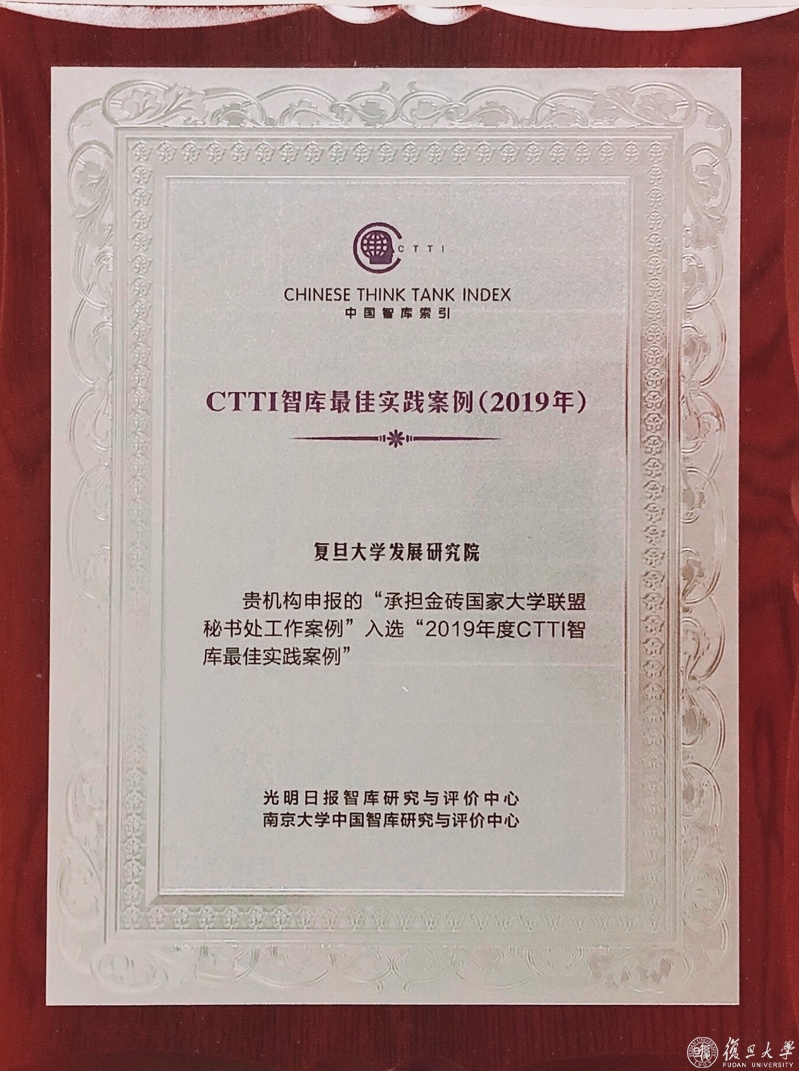 CTTI
CHINESE THINK TANK INDEX
中国智库索引
CTTI智库最佳实践案例(2019年)
复旦大学发展研究院
贵机构申报的“承担金砖国家大学联盟
秘书处工作案例”入选“2019年度CTTI智
库最佳实践案例”
光明日报智库研究与评价中心
南京大学中国智库研究与评价中心
復旦大學
FUDAN UNIVERSITY